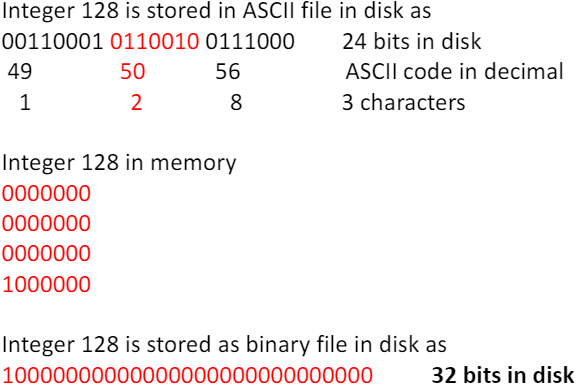 Integer 128 is stored in ASCII file in disk as
00110001 0110010 0111000 24 bits in disk
49 50 56 ASCII code in decimal
1 2 8 3 characters
Integer 128 in memory
0000000
0000000
0000000
1000000
Integer 128 is stored as binary file in disk as
10000000000000000000000000000 32 bits in disk